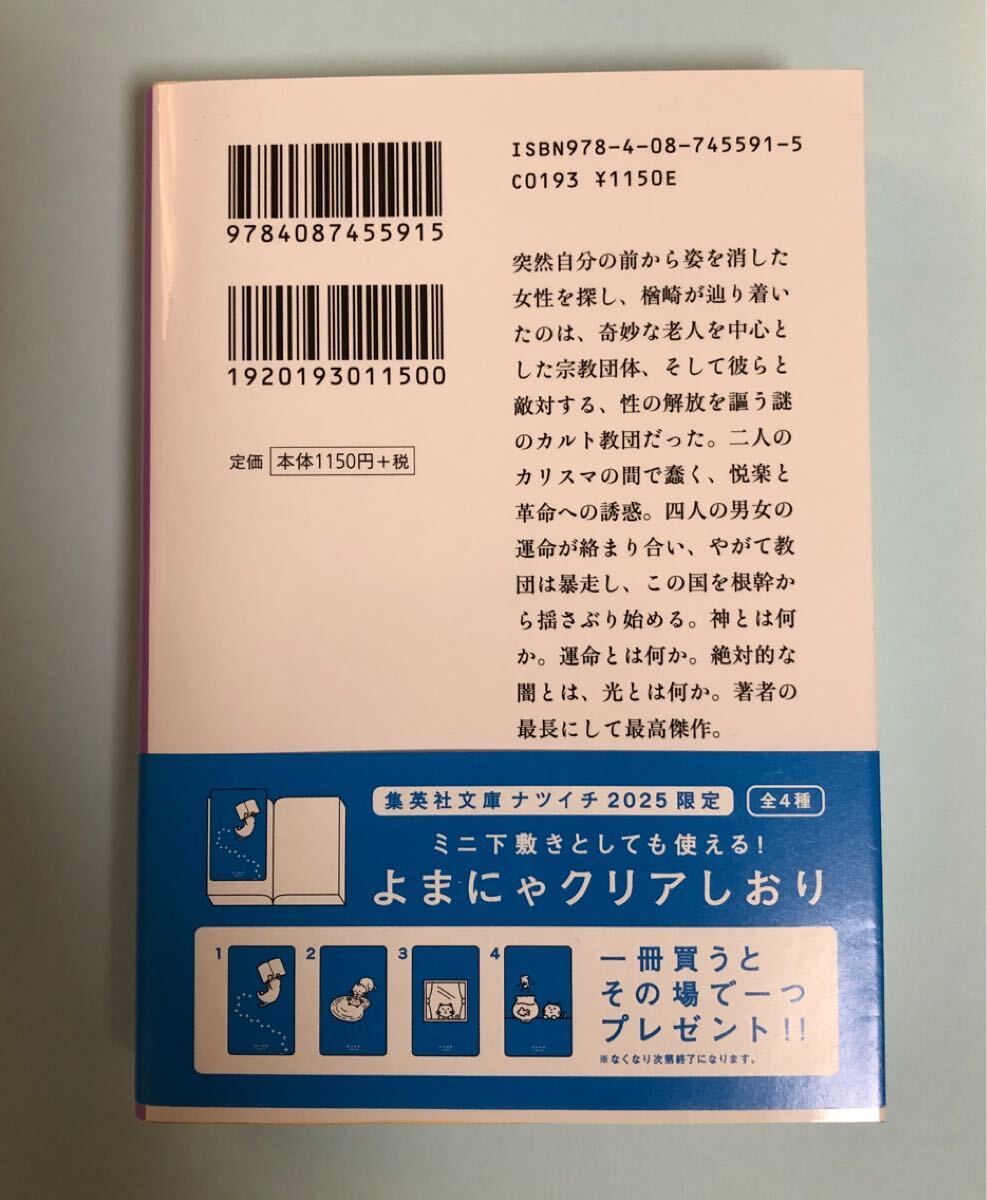 ISBN978-4-08-745591-5
C0193 ¥1150E
9784087455915
1920193011500
定価 本体1150円+税
突然自分の前から姿を消した
女性を探し、楢崎が辿り着い
たのは、奇妙な老人を中心と
した宗教団体、そして彼らと
敵対する、性の解放を謳う謎
のカルト教団だった。二人の
カリスマの間で蠢く、悦楽と
革命への誘惑。四人の男女の
運命が絡まり合い、やがて教
団は暴走し、この国を根幹か
ら揺さぶり始める。神とは何
か。運命とは何か。絶対的な
闇とは、光とは何か。著者の
最長にして最高傑作。
集英社文庫 ナツイチ2025限定 全4種
ミニ下敷きとしても使える!
よまにゃクリアしおり
1 2 3 4
一冊買うと
その場で一つ
プレゼント!!
※なくなり次第終了になります。